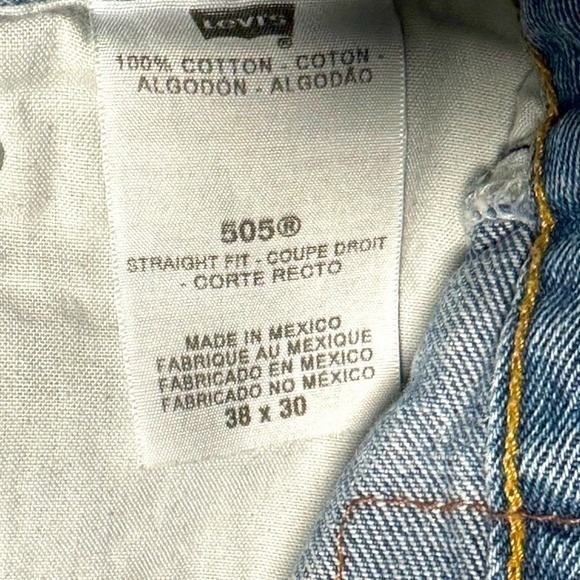 Levi's®
100% COTTON - COTON -
ALGODÓN - ALGODÃO
505®
STRAIGHT FIT - COUPE DROIT
- CORTE RECTO
MADE IN MEXICO
FABRIQUE AU MEXIQUE
FABRICADO EN MEXICO
FABRICADO NO MEXICO
38 x 30